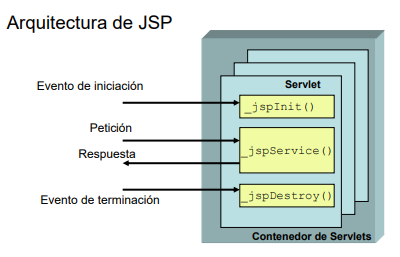 Arquitectura de JSP
Servlet
Evento de iniciación
_jspInit()
Petición
Respuesta
_jspService()
Evento de terminación
_jspDestroy()
Contenedor de Servlets